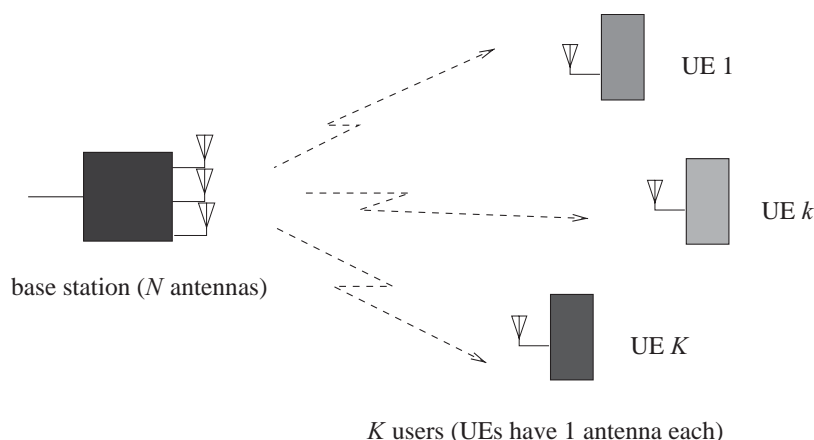 UE 1
UE k
base station (N antennas)
UE K
K users (UEs have 1 antenna each)